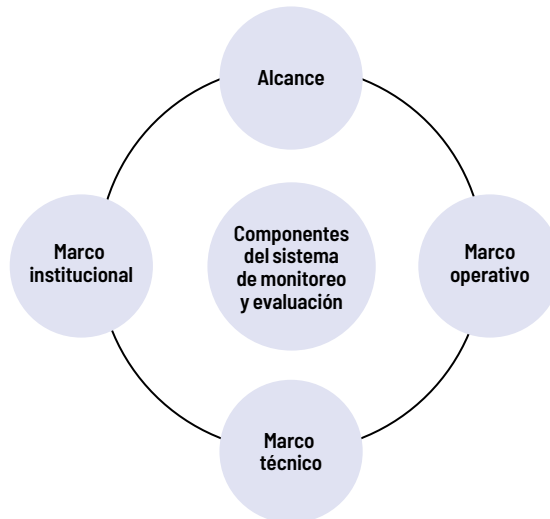 Alcance
Marco
institucional
Componentes
del sistema
de monitoreo
y evaluación
Marco
operativo
Marco
técnico